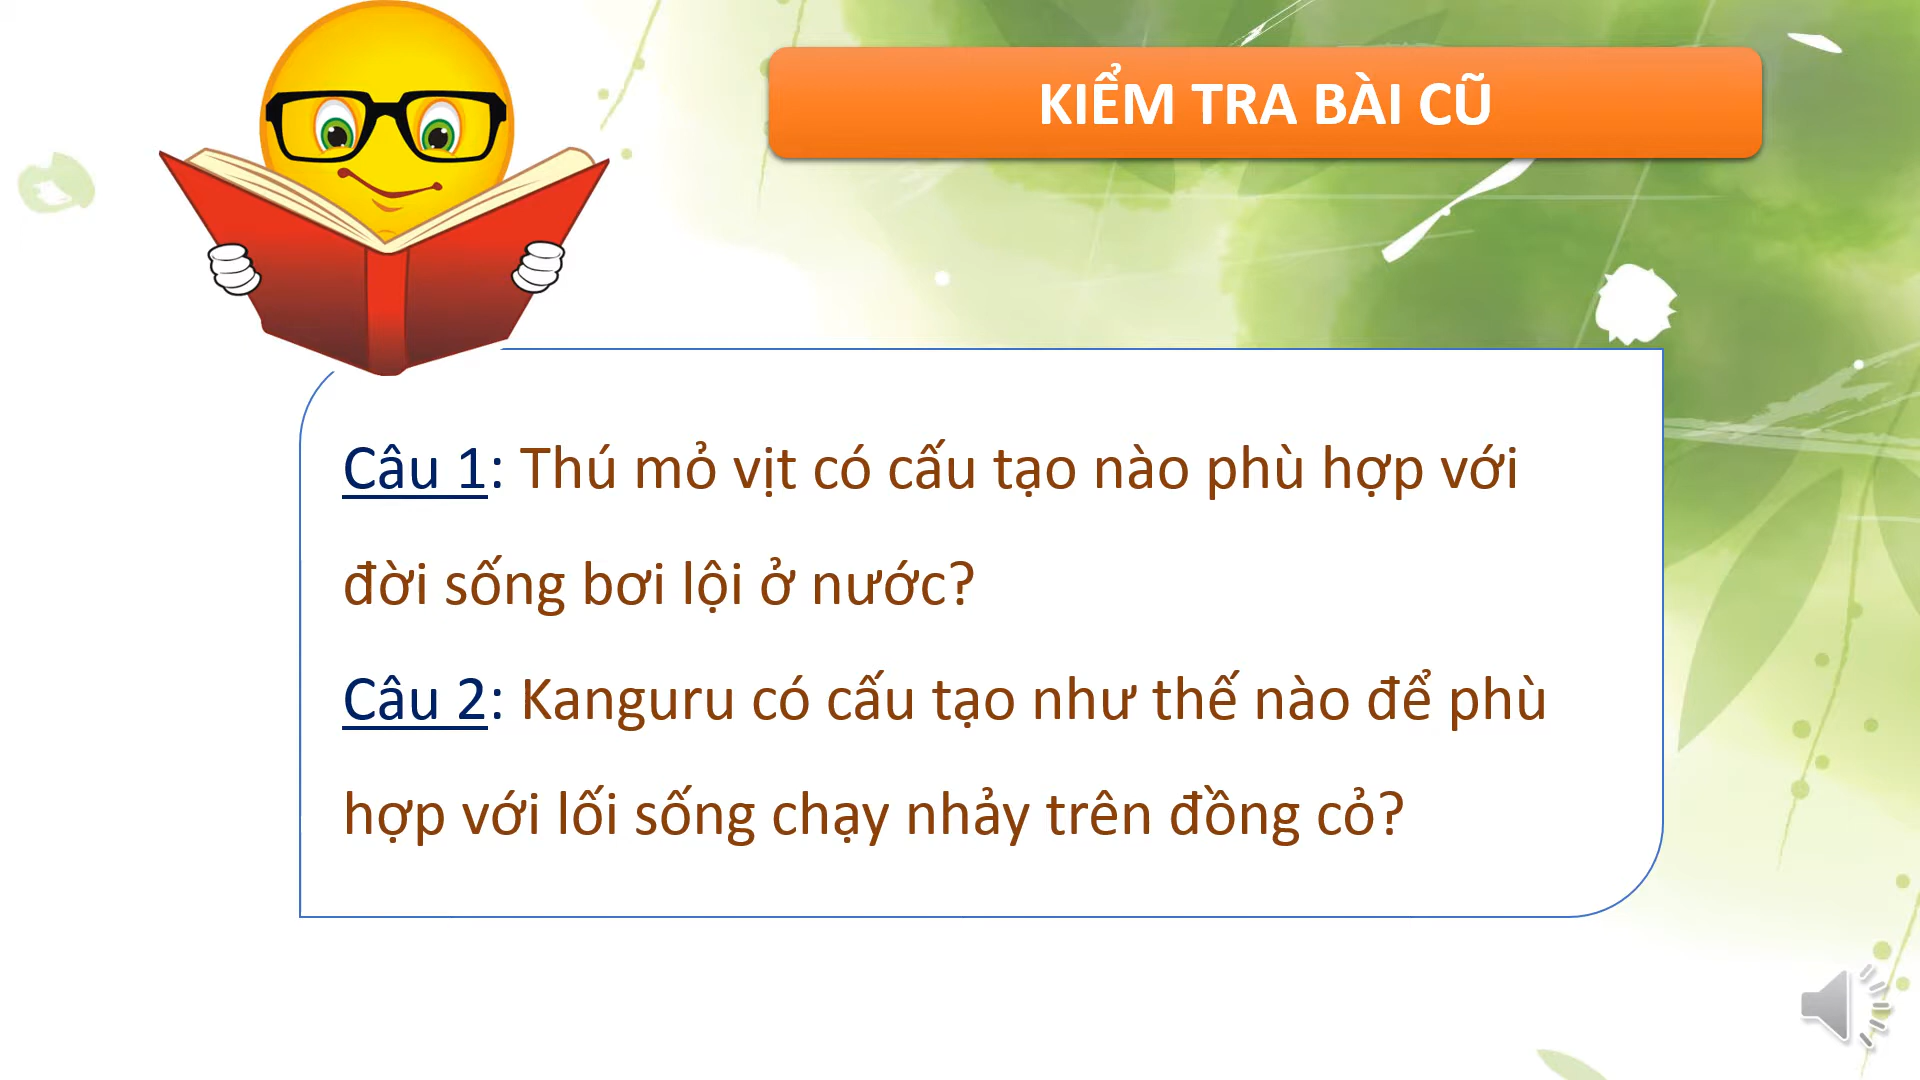 KIỂM TRA BÀI CŨ
Câu 1: Thú mỏ vịt có cấu tạo nào phù hợp với
đời sống bơi lội ở nước?
Câu 2: Kanguru có cấu tạo như thế nào để phù
hợp với lối sống chạy nhảy trên đồng cỏ?